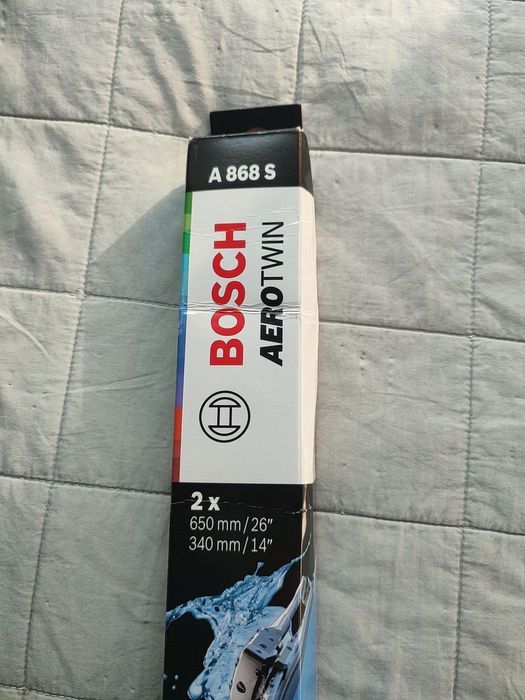 A 868 S
BOSCH
AEROTWIN
2 x
650 mm/26″
340 mm/14″